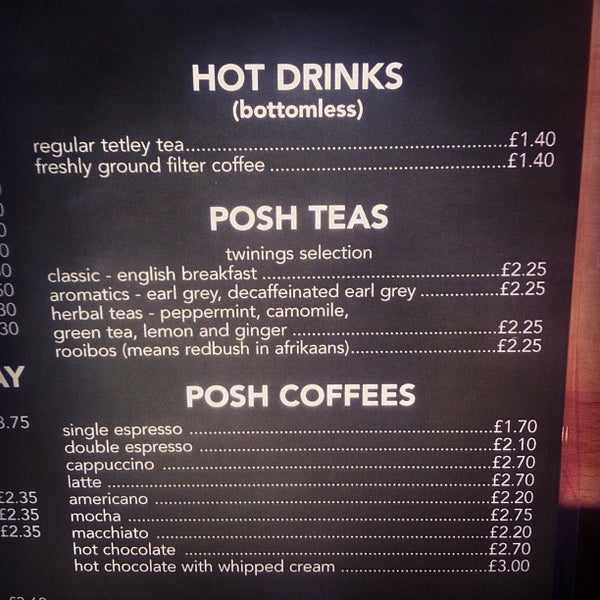 HOT DRINKS
(bottomless)
regular tetley tea..........£1.40
freshly ground filter coffee..........£1.40
POSH TEAS
twinings selection
classic - english breakfast..........£2.25
aromatics - earl grey, decaffeinated earl grey..........£2.25
herbal teas - peppermint, camomile,
green tea, lemon and ginger..........£2.25
rooibos (means redbush in afrikaans)..........£2.25
POSH COFFEES
single espresso..........£1.70
double espresso..........£2.10
cappuccino..........£2.70
latte..........£2.70
americano..........£2.20
mocha..........£2.75
macchiato..........£2.20
hot chocolate..........£2.70
hot chocolate with whipped cream..........£3.00
AY
3.75
£2.35
£2.35
£2.35